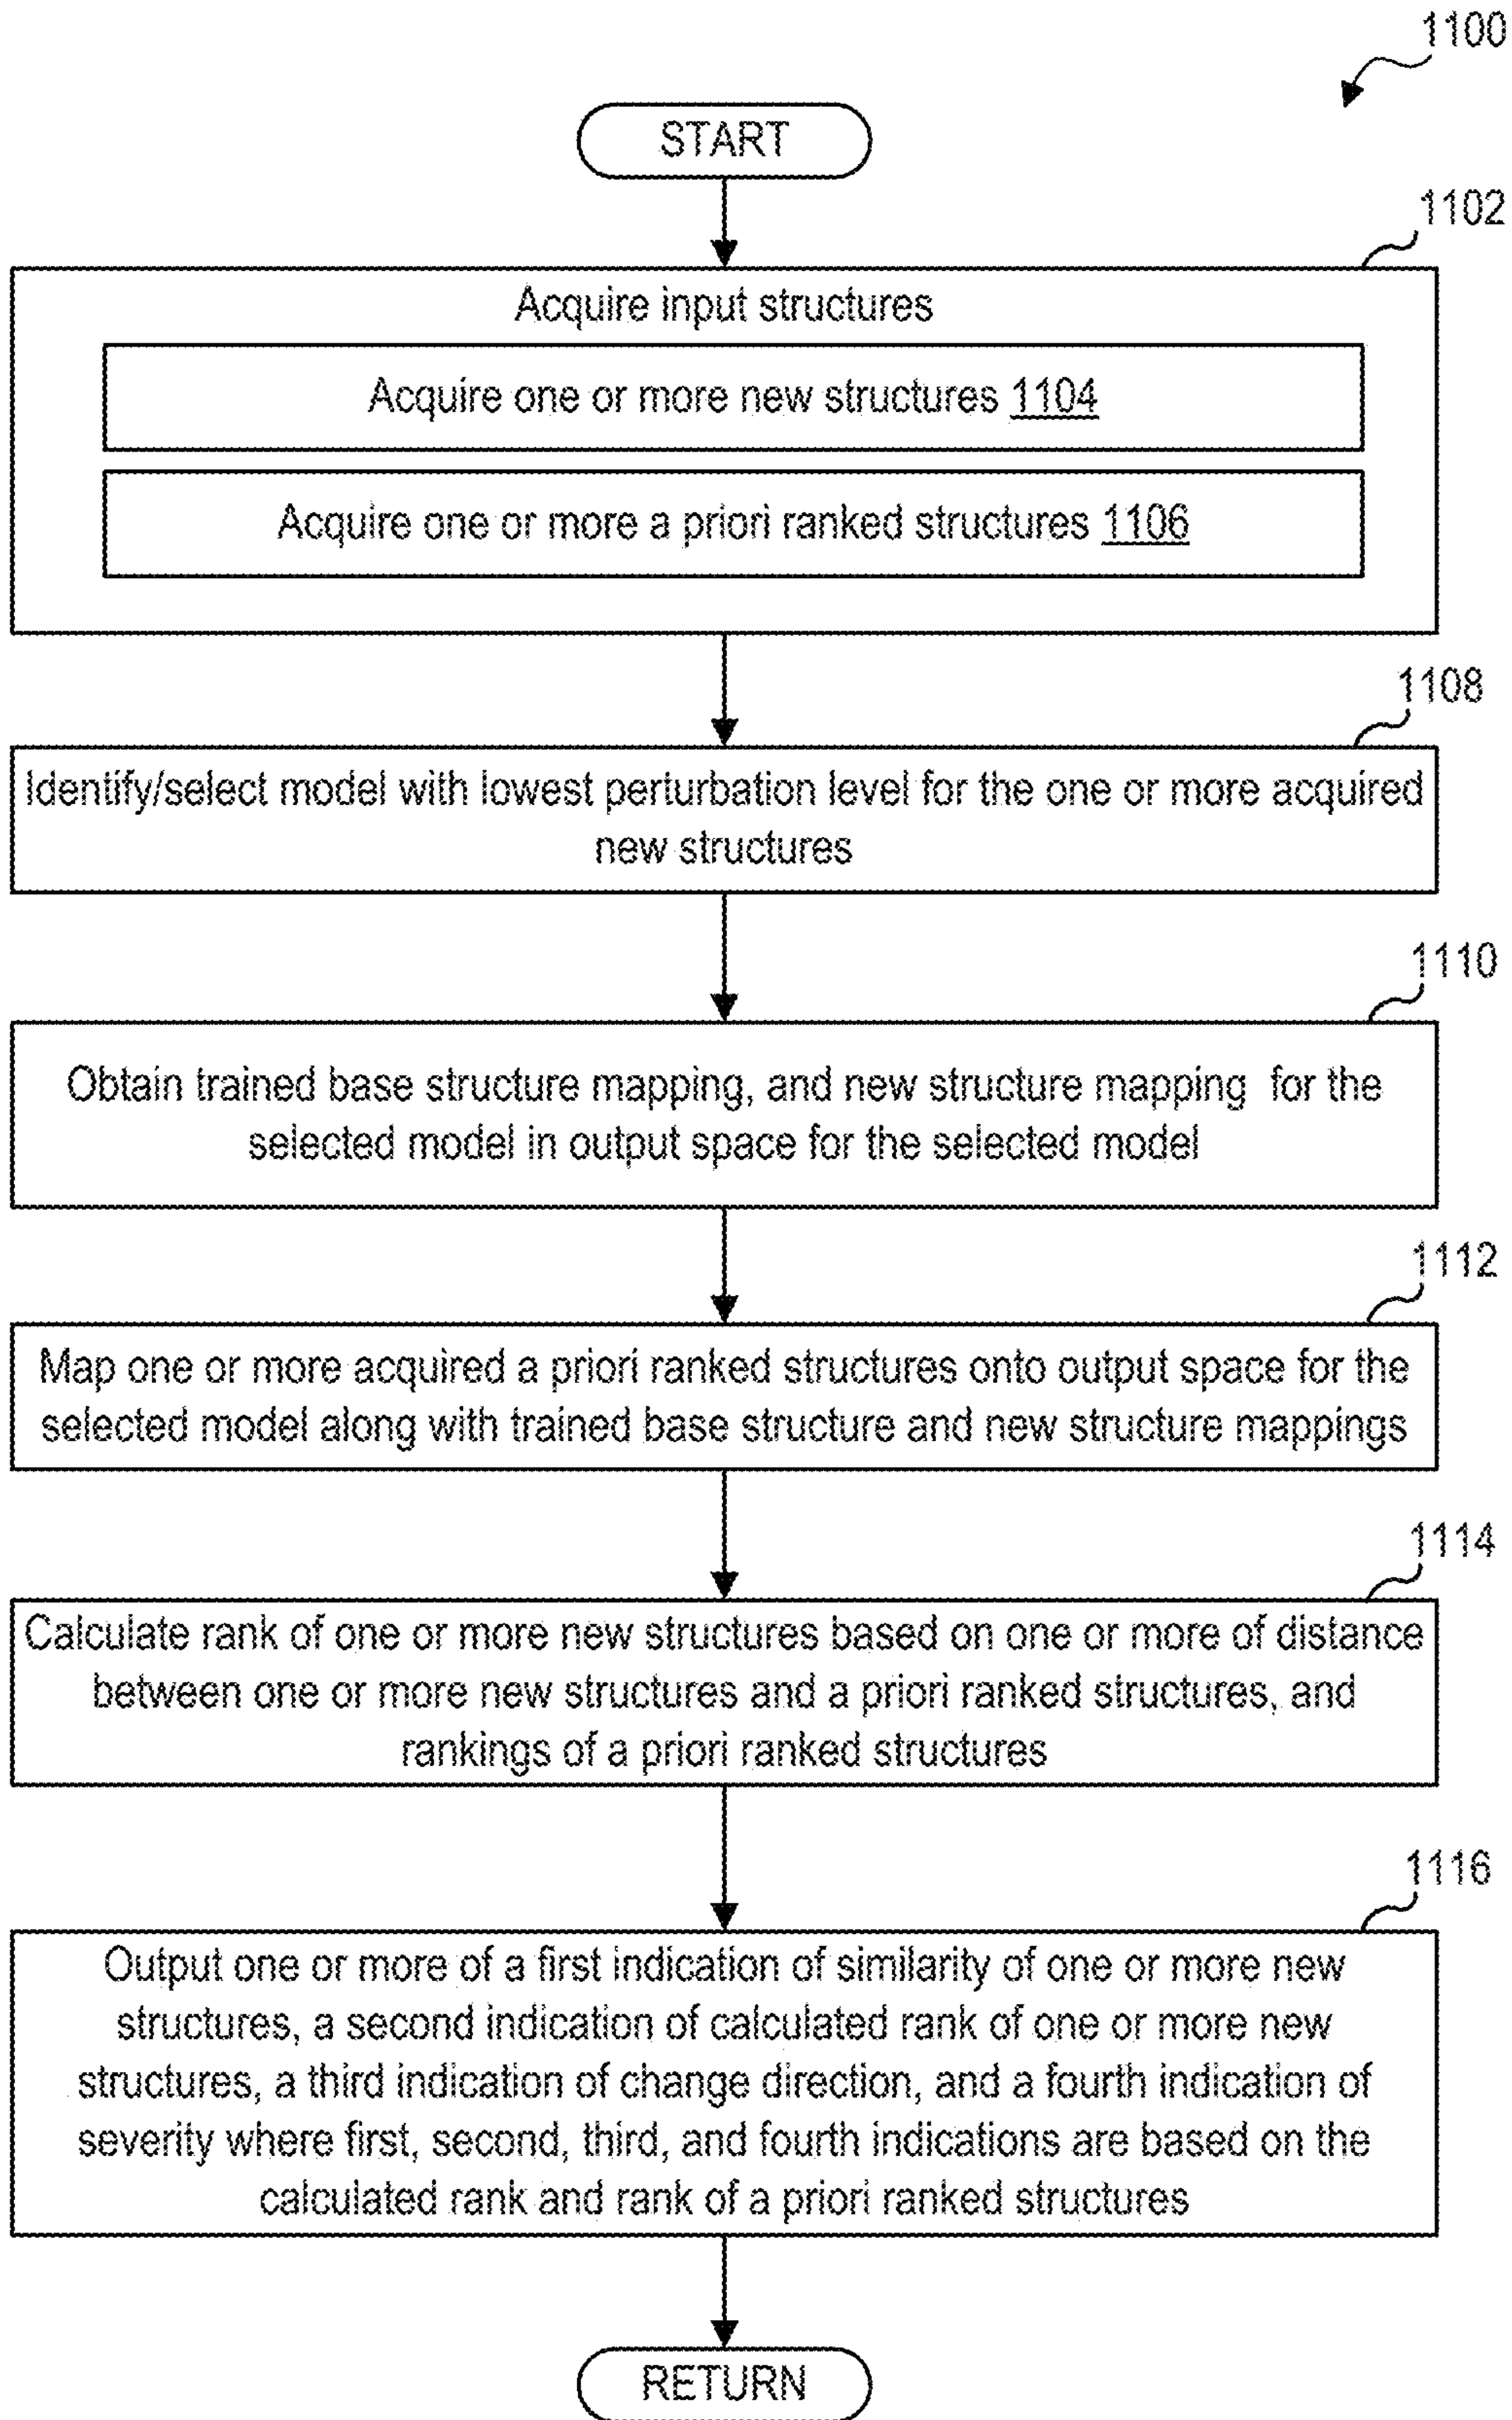 1100
START
1102
Acquire input structures
Acquire one or more new structures 1104
Acquire one or more a priori ranked structures 1106
1108
Identify/select model with lowest perturbation level for the one or more acquired
new structures
1110
Obtain trained base structure mapping, and new structure mapping for the
selected model in output space for the selected model
1112
Map one or more acquired a priori ranked structures onto output space for the
selected model along with trained base structure and new structure mappings
1114
Calculate rank of one or more new structures based on one or more of distance
between one or more new structures and a priori ranked structures, and
rankings of a priori ranked structures
1116
Output one or more of a first indication of similarity of one or more new
structures, a second indication of calculated rank of one or more new
structures, a third indication of change direction, and a fourth indication of
severity where first, second, third, and fourth indications are based on the
calculated rank and rank of a priori ranked structures
RETURN